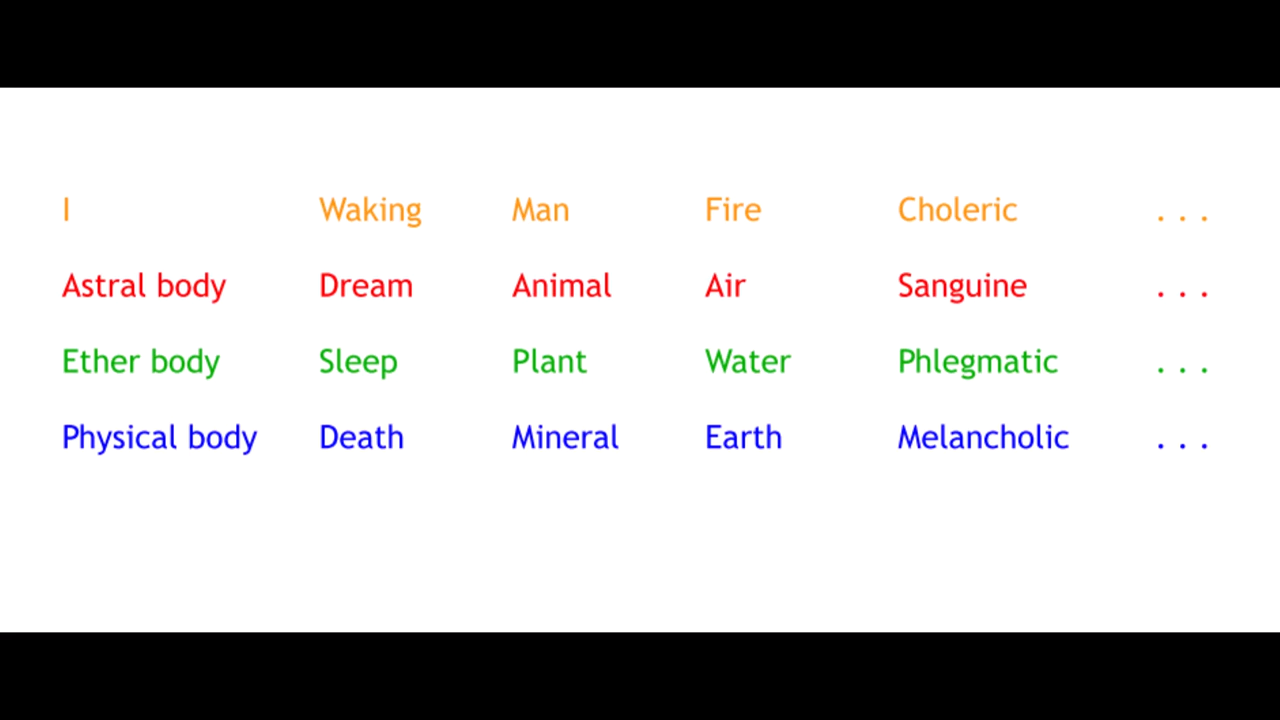 I Waking Man Fire Choleric . . .
Astral body Dream Animal Air Sanguine . . .
Ether body Sleep Plant Water Phlegmatic . . .
Physical body Death Mineral Earth Melancholic . . .